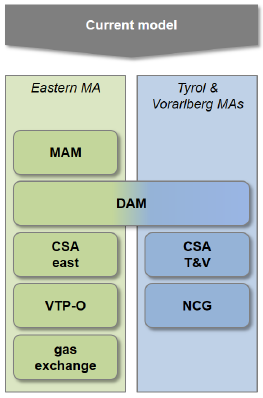 Current model
Eastern MA
Tyrol &
Vorarlberg MAs
MAM
DAM
CSA
east
CSA
T&V
VTP-O
NCG
gas
exchange